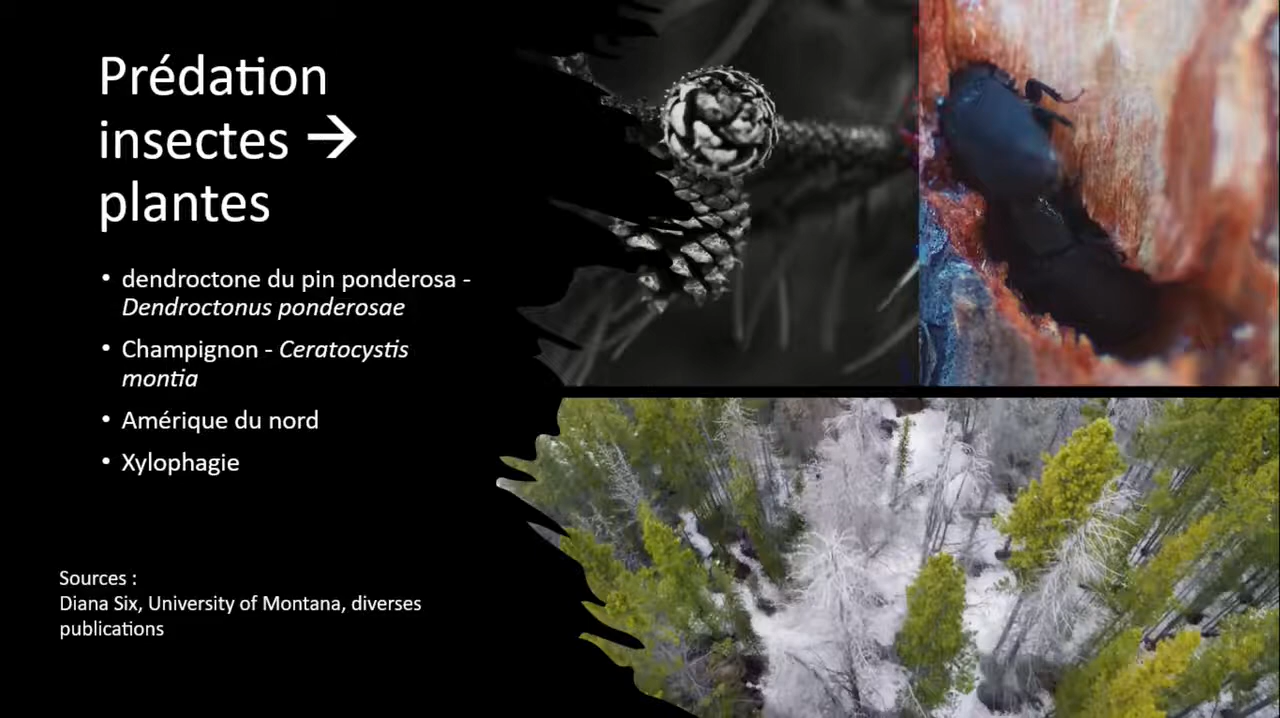 Prédation
insectes →
plantes
• dendroctone du pin ponderosa -
Dendroctonus ponderosae
• Champignon - Ceratocystis
montia
• Amérique du nord
• Xylophagie
Sources :
Diana Six, University of Montana, diverses
publications